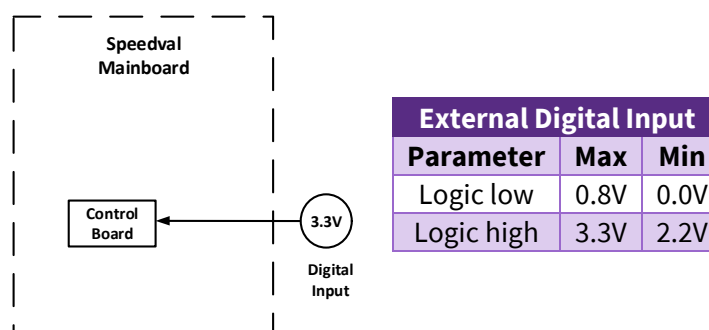 Speedval
Mainboard
Control
Board
3.3V
Digital
Input
External Digital Input
Parameter Max Min
Logic low 0.8V 0.0V
Logic high 3.3V 2.2V